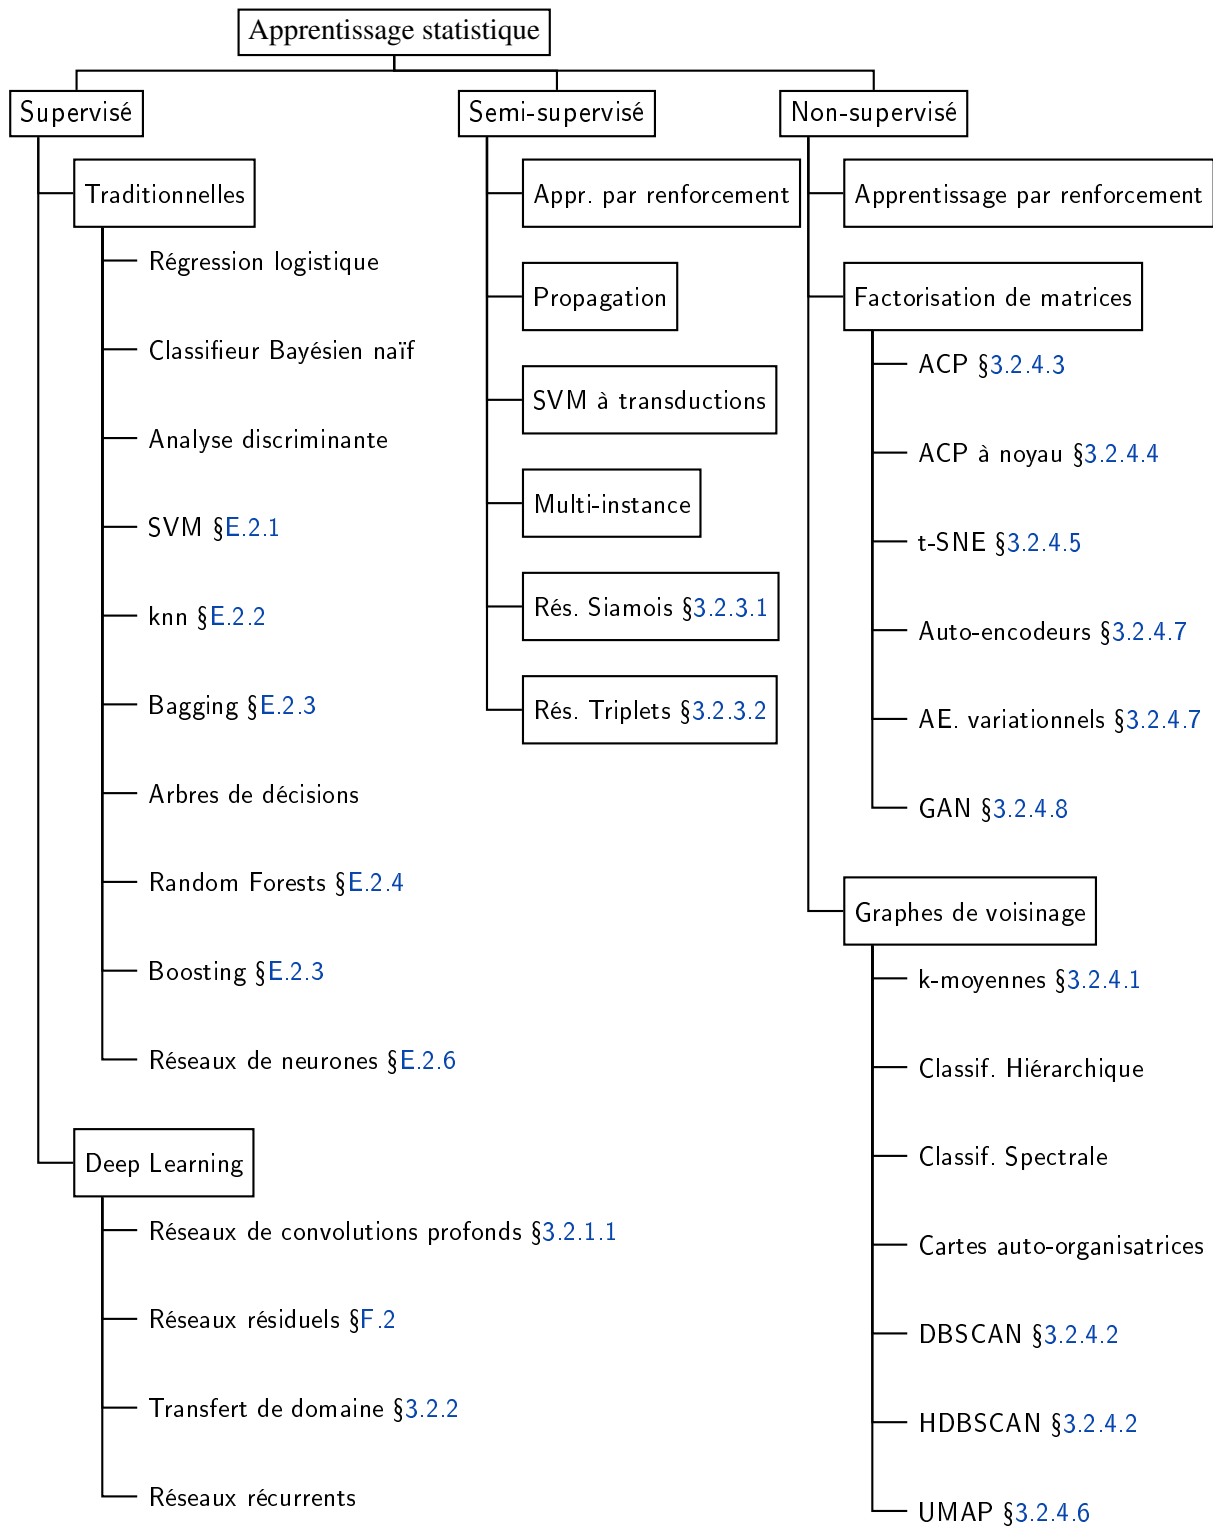 Apprentissage statistique
Supervisé
Traditionnelles
Régression logistique
Classifieur Bayésien naïf
Analyse discriminante
SVM §E.2.1
knn §E.2.2
Bagging §E.2.3
Arbres de décisions
Random Forests §E.2.4
Boosting §E.2.3
Réseaux de neurones §E.2.6
Deep Learning
Réseaux de convolutions profonds §3.2.1.1
Réseaux résiduels §F.2
Transfert de domaine §3.2.2
Réseaux récurrents
Semi-supervisé
Appr. par renforcement
Propagation
SVM à transductions
Multi-instance
Rés. Siamois §3.2.3.1
Rés. Triplets §3.2.3.2
Non-supervisé
Apprentissage par renforcement
Factorisation de matrices
ACP §3.2.4.3
ACP à noyau §3.2.4.4
t-SNE §3.2.4.5
Auto-encodeurs §3.2.4.7
AE. variationnels §3.2.4.7
GAN §3.2.4.8
Graphes de voisinage
k-moyennes §3.2.4.1
Classif. Hiérarchique
Classif. Spectrale
Cartes auto-organisatrices
DBSCAN §3.2.4.2
HDBSCAN §3.2.4.2
UMAP §3.2.4.6